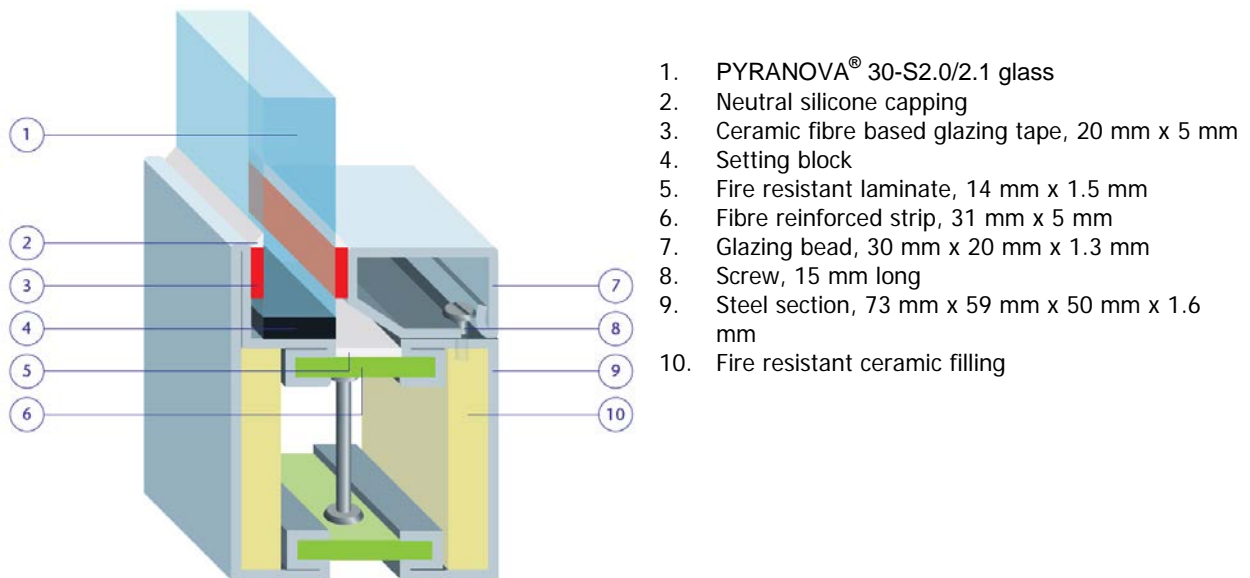 1
2
3
4
5
6
7
8
9
10
1. PYRANOVA® 30-S2.0/2.1 glass
2. Neutral silicone capping
3. Ceramic fibre based glazing tape, 20 mm x 5 mm
4. Setting block
5. Fire resistant laminate, 14 mm x 1.5 mm
6. Fibre reinforced strip, 31 mm x 5 mm
7. Glazing bead, 30 mm x 20 mm x 1.3 mm
8. Screw, 15 mm long
9. Steel section, 73 mm x 59 mm x 50 mm x 1.6
mm
10. Fire resistant ceramic filling